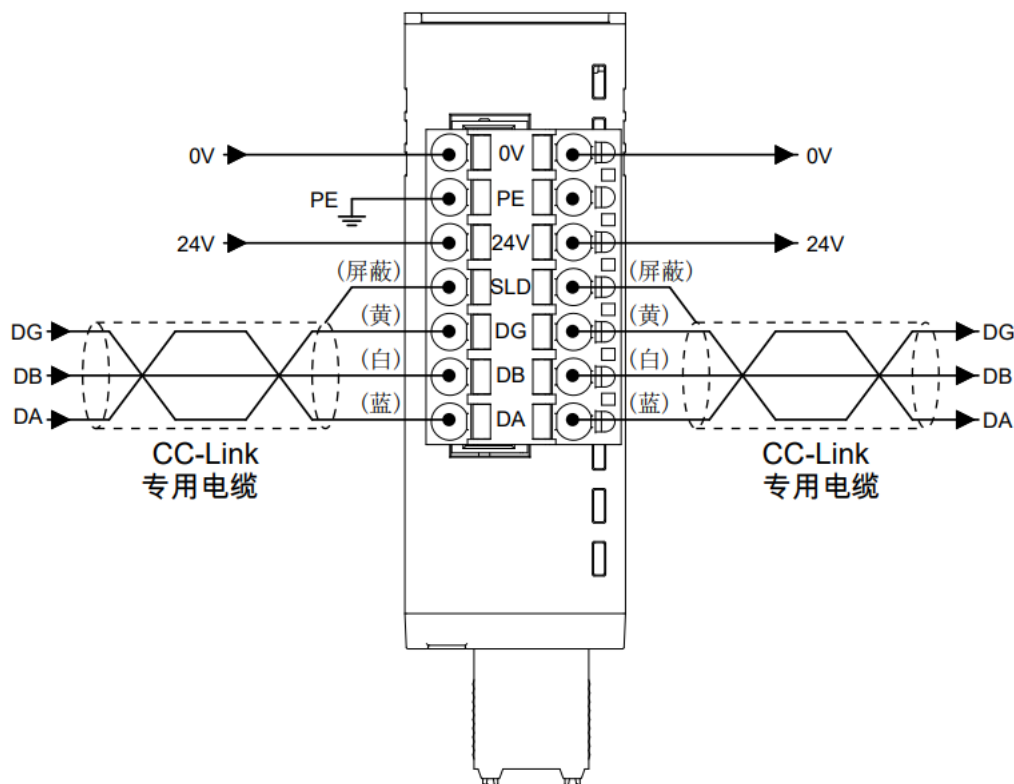 0V 0V 0V
PE PE
24V 24V 24V
(屏蔽) SLD (屏蔽)
DG (黄) DG (黄) DG
DB (白) DB (白) DB
DA (蓝) DA (蓝) DA
CC-Link CC-Link
专用电缆 专用电缆